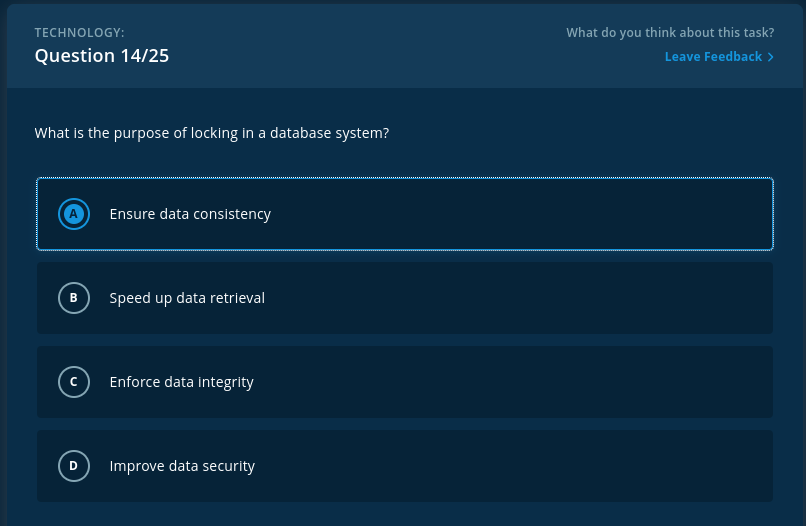 TECHNOLOGY:
Question 14/25
What do you think about this task?
Leave Feedback >
What is the purpose of locking in a database system?
A Ensure data consistency
B Speed up data retrieval
C Enforce data integrity
D Improve data security